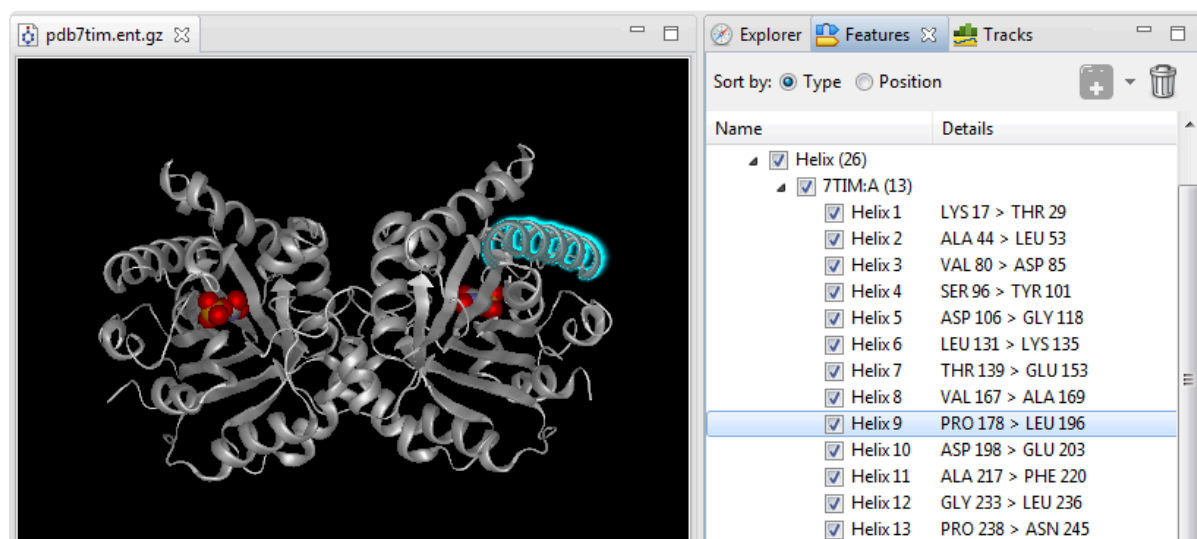 pdb7tim.ent.gz
Explorer Features Tracks
Sort by: Type Position
Name Details
Helix (26)
7TIM:A (13)
Helix 1 LYS 17 > THR 29
Helix 2 ALA 44 > LEU 53
Helix 3 VAL 80 > ASP 85
Helix 4 SER 96 > TYR 101
Helix 5 ASP 106 > GLY 118
Helix 6 LEU 131 > LYS 135
Helix 7 THR 139 > GLU 153
Helix 8 VAL 167 > ALA 169
Helix 9 PRO 178 > LEU 196
Helix 10 ASP 198 > GLU 203
Helix 11 ALA 217 > PHE 220
Helix 12 GLY 233 > LEU 236
Helix 13 PRO 238 > ASN 245